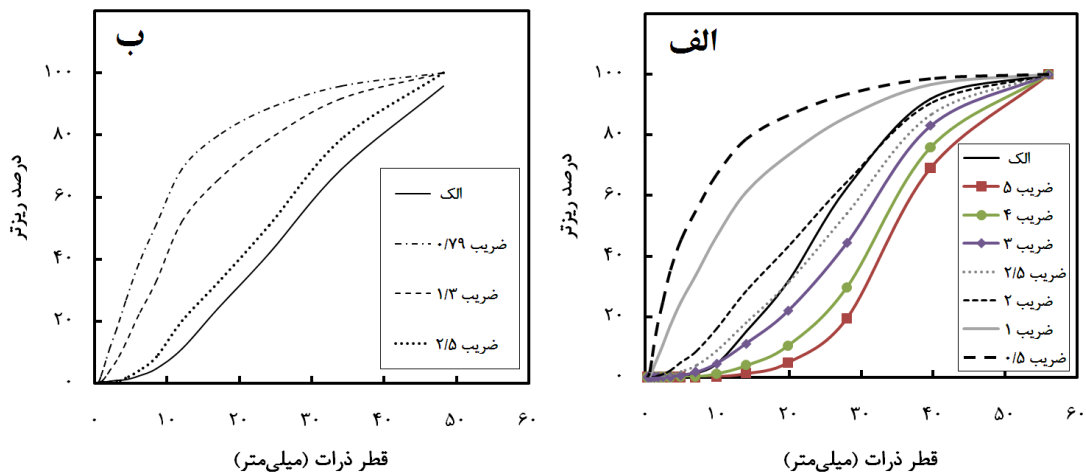 الف
درصد ریزتر
۱۰۰
۸۰
۶۰
۴۰
۲۰
۰
الک
ضریب ۵
ضریب ۴
ضریب ۳
ضریب ۲/۵
ضریب ۲
ضریب ۱
ضریب ۰/۵
۰ ۱۰ ۲۰ ۳۰ ۴۰ ۵۰ ۶۰
قطر ذرات (میلی‌متر)
ب
درصد ریزتر
۱۰۰
۸۰
۶۰
۴۰
۲۰
۰
الک
ضریب ۰/۷۹
ضریب ۱/۳
ضریب ۲/۵
۰ ۱۰ ۲۰ ۳۰ ۴۰ ۵۰ ۶۰
قطر ذرات (میلی‌متر)